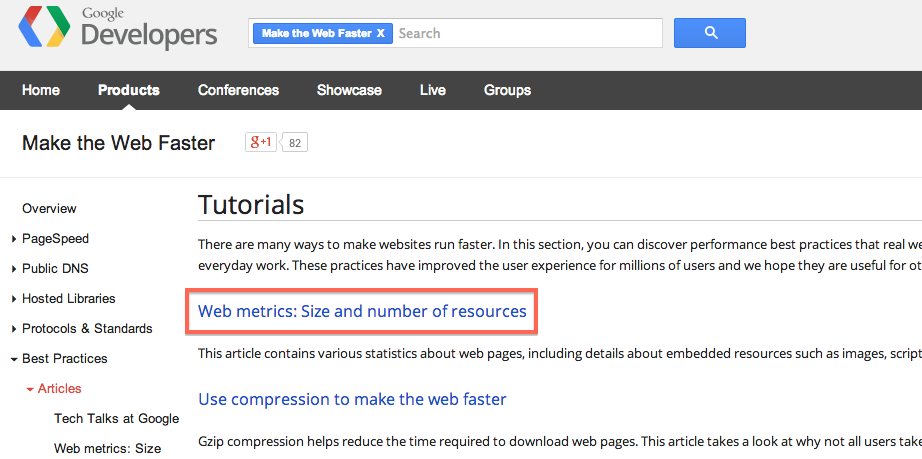 Google
Developers
Make the Web Faster X Search
Home Products Conferences Showcase Live Groups
Make the Web Faster g+1 82
Overview
PageSpeed
Public DNS
Hosted Libraries
Protocols & Standards
Best Practices
Articles
Tech Talks at Google
Web metrics: Size
Tutorials
There are many ways to make websites run faster. In this section, you can discover performance best practices that real we
everyday work. These practices have improved the user experience for millions of users and we hope they are useful for ot
Web metrics: Size and number of resources
This article contains various statistics about web pages, including details about embedded resources such as images, script
Use compression to make the web faster
Gzip compression helps reduce the time required to download web pages. This article takes a look at why not all users take